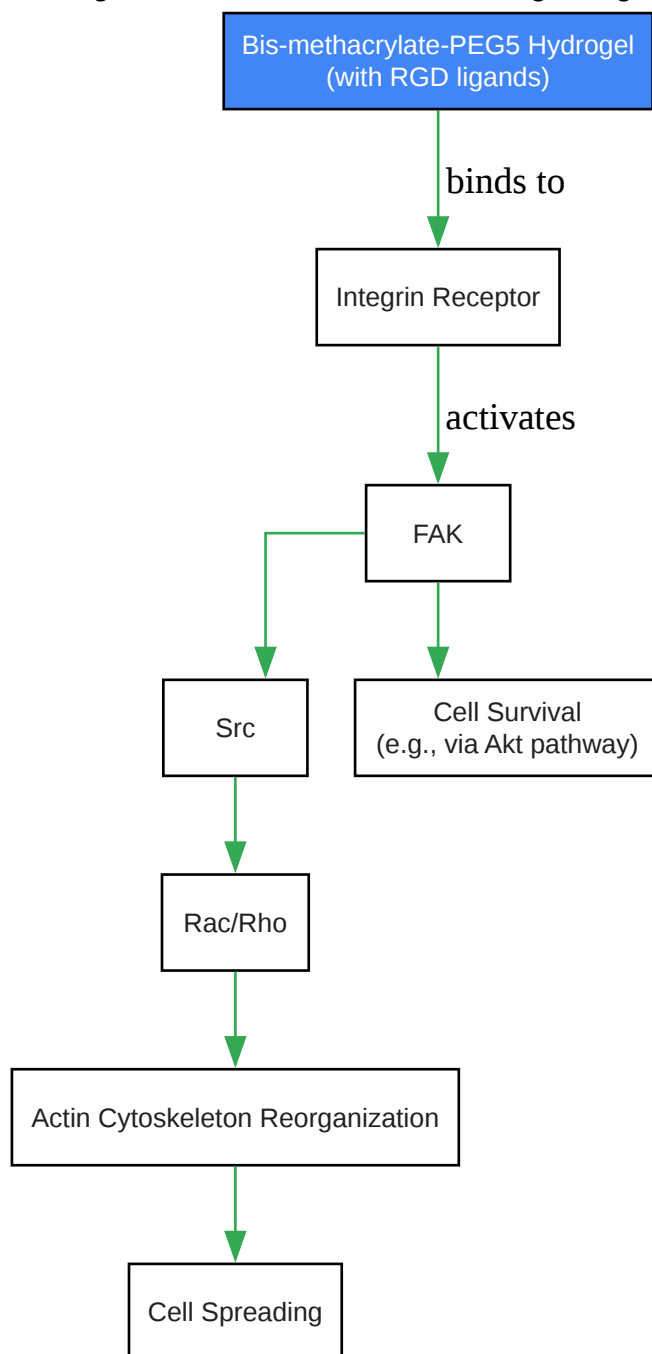 Bis-methacrylate-PEG5 Hydrogel
(with RGD ligands)
binds to
Integrin Receptor
activates
FAK
Src
Cell Survival
(e.g., via Akt pathway)
Rac/Rho
Actin Cytoskeleton Reorganization
Cell Spreading